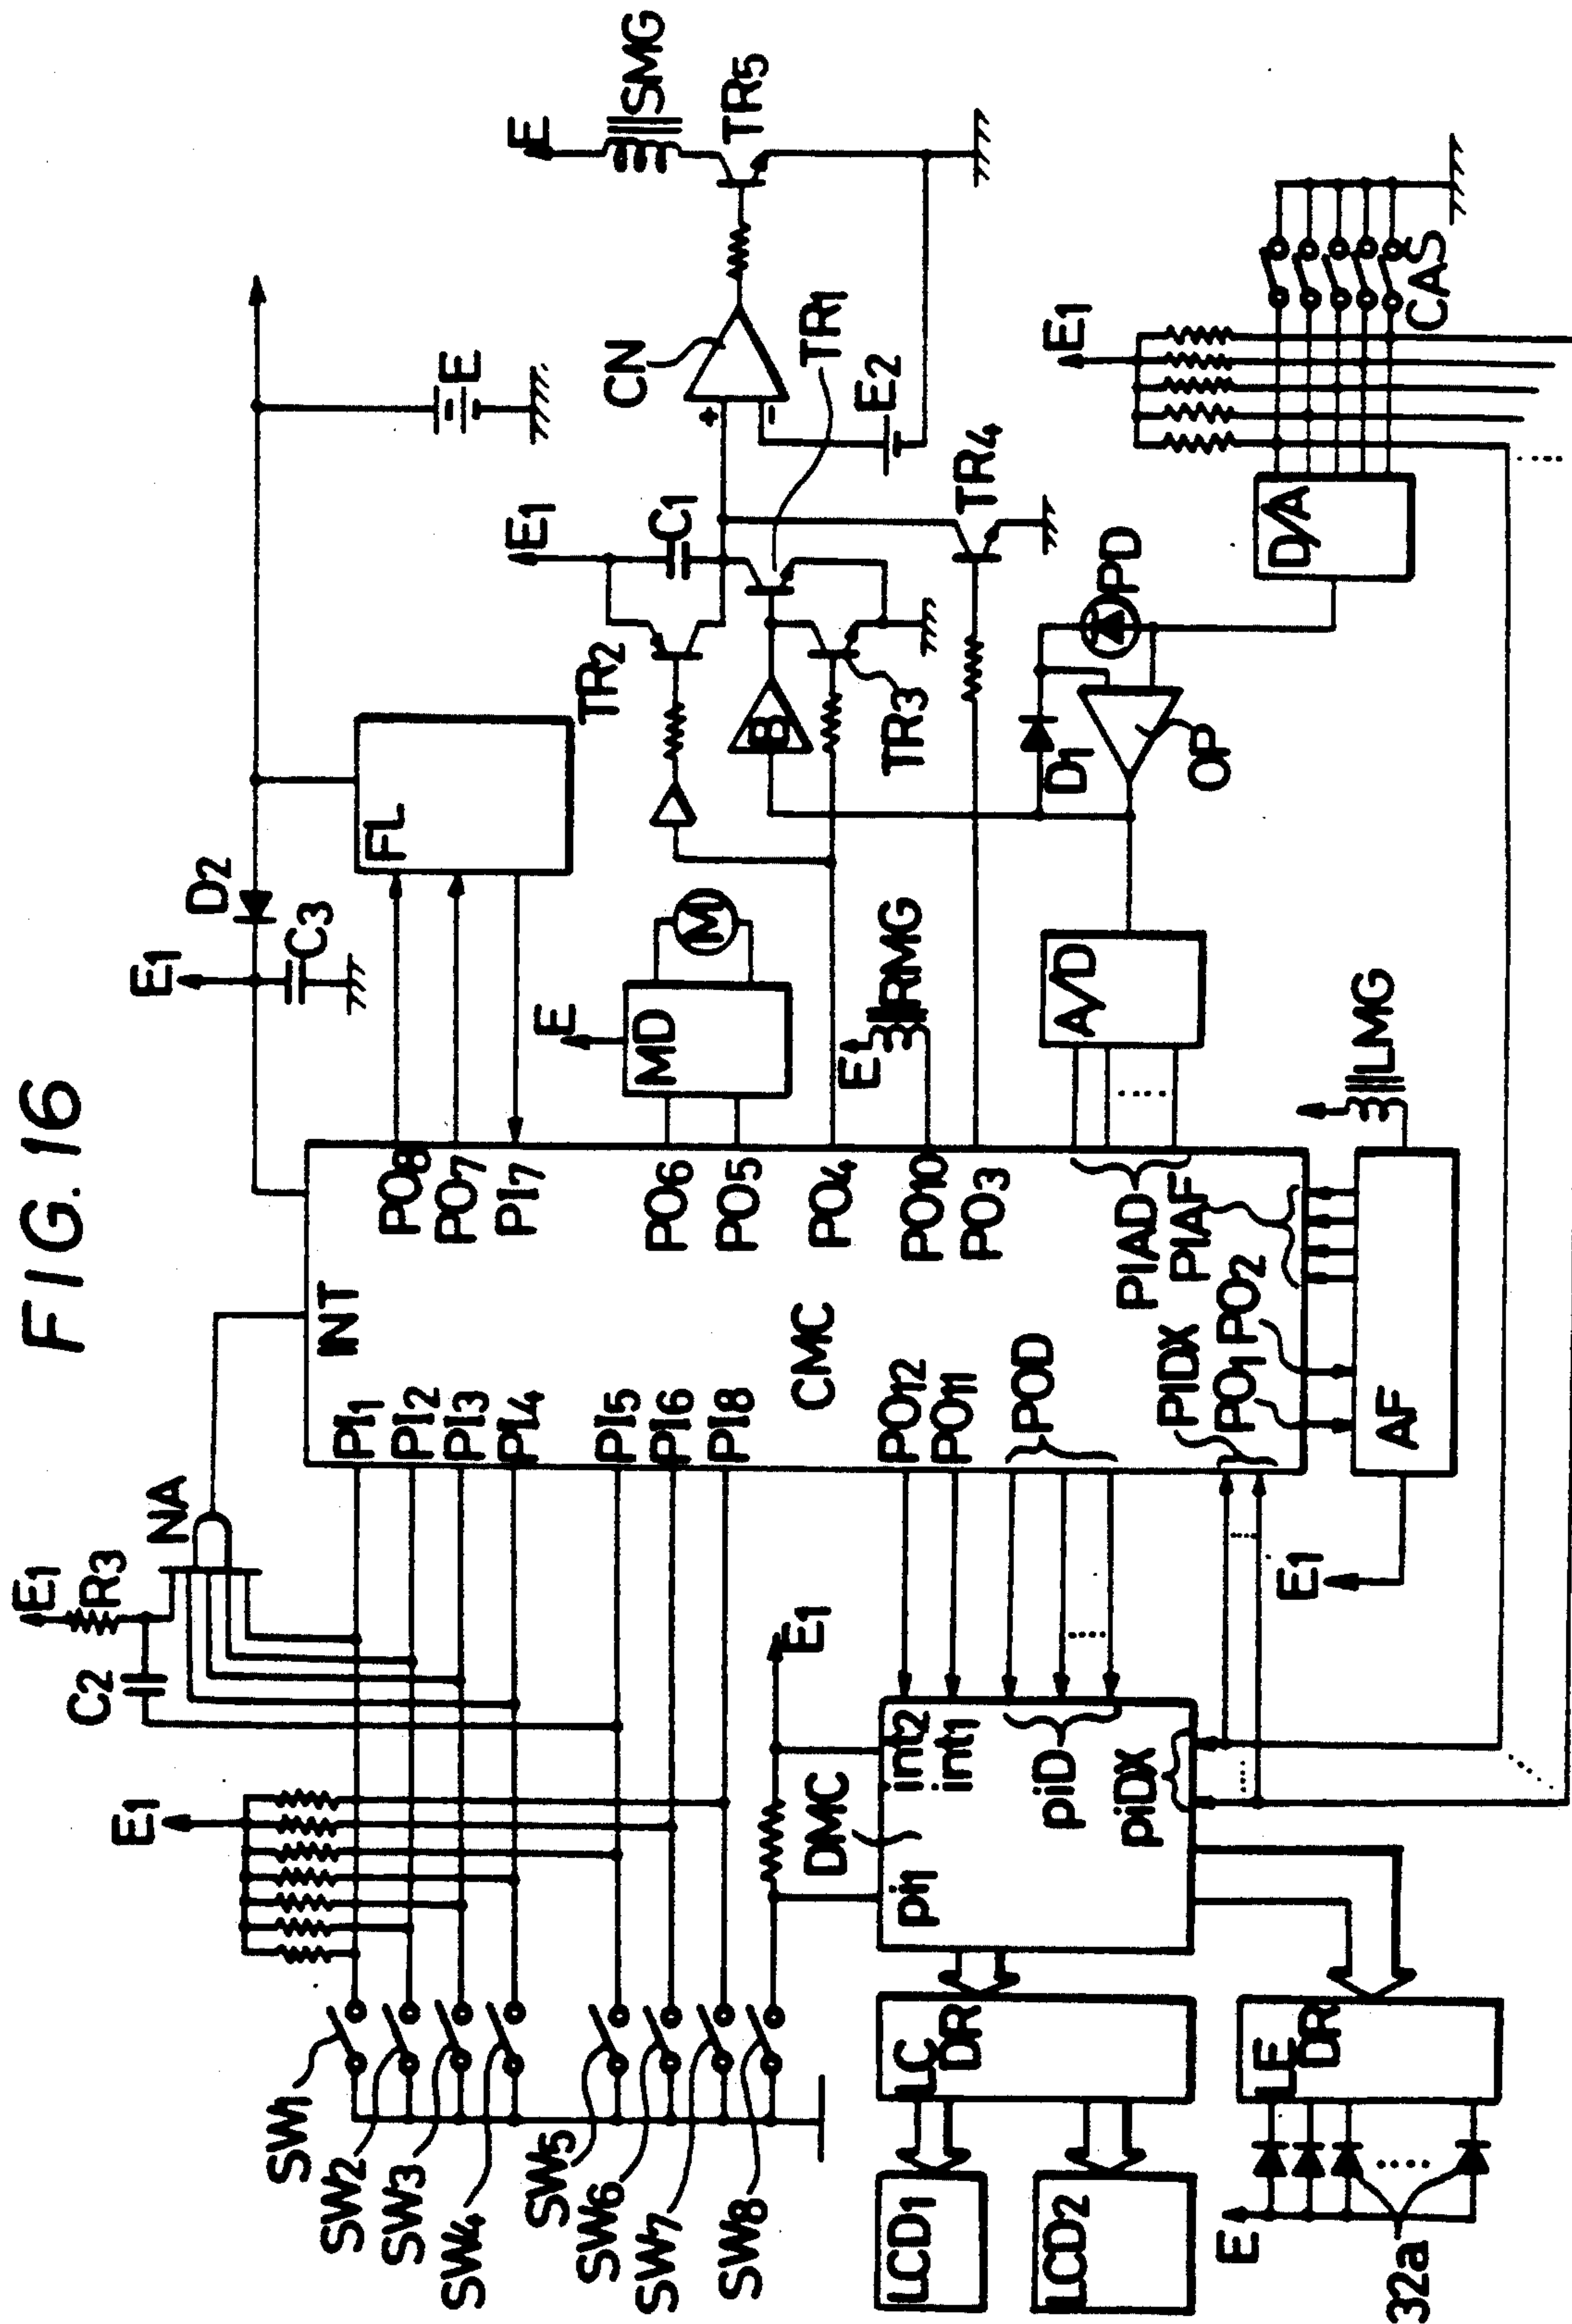 FIG. 16
E1
R3
C2
NA
E1
SW1
SW2
SW3
SW4
SW5
SW6
SW7
SW8
INT
PI1
PI2
PI3
PI4
PI5
PI6
PI8
CMC
PO12
PO11
POD
PIDX
PO1
PO2
PIAF
PIAD
PO8
PO7
PI7
PO6
PO5
PO4
PO10
PO3
E1
D2
C3
FL
E
E
MD
M
E1
RMG
A/D
LMG
AF
E1
TR2
E1
C1
B
TR3
TR1
CN
+
-
E2
E
SMG
TR5
TR4
D1
OP
PD
D/A
E1
CAS
E1
DMC
pi1
int2
int1
piD
piDX
LC
DR
LCD1
LCD2
LE
DR
E
32a